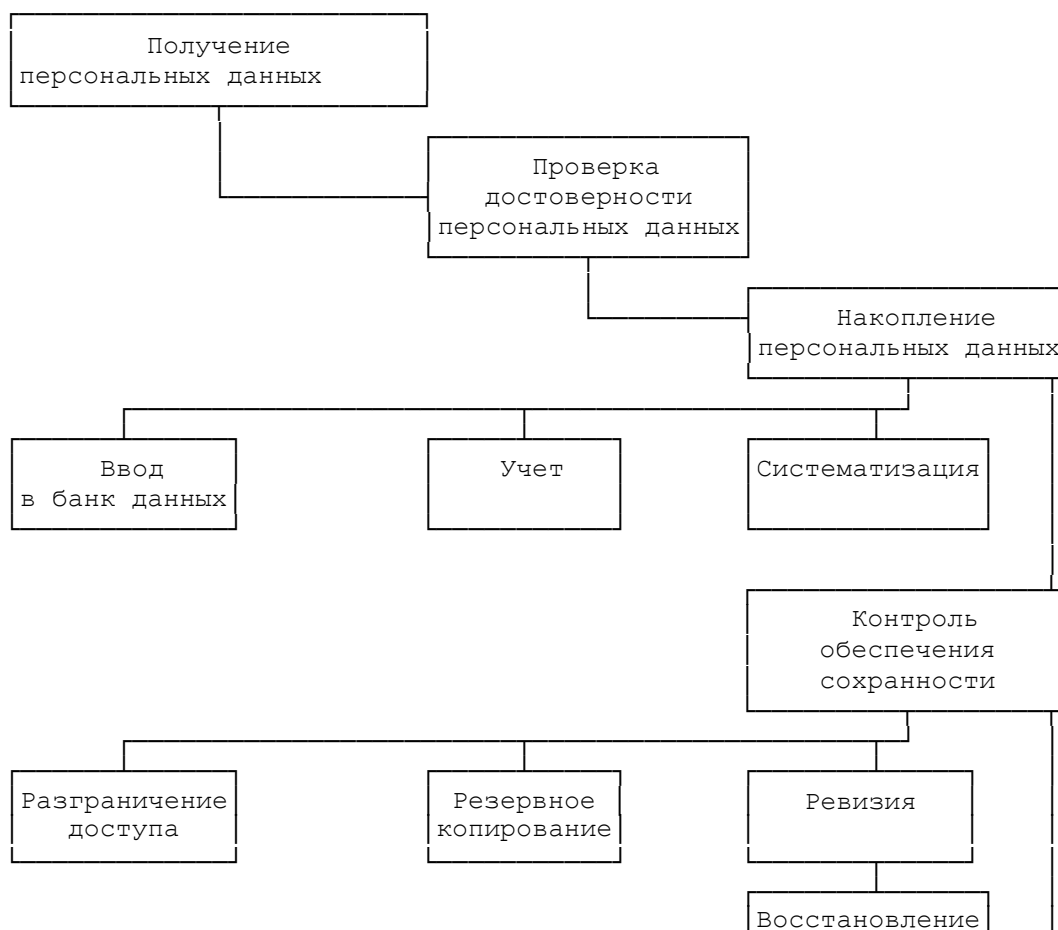 Получение
персональных данных
Проверка
достоверности
персональных данных
Накопление
персональных данных
Ввод
в банк данных
Учет
Систематизация
Контроль
обеспечения
сохранности
Разграничение
доступа
Резервное
копирование
Ревизия
Восстановление